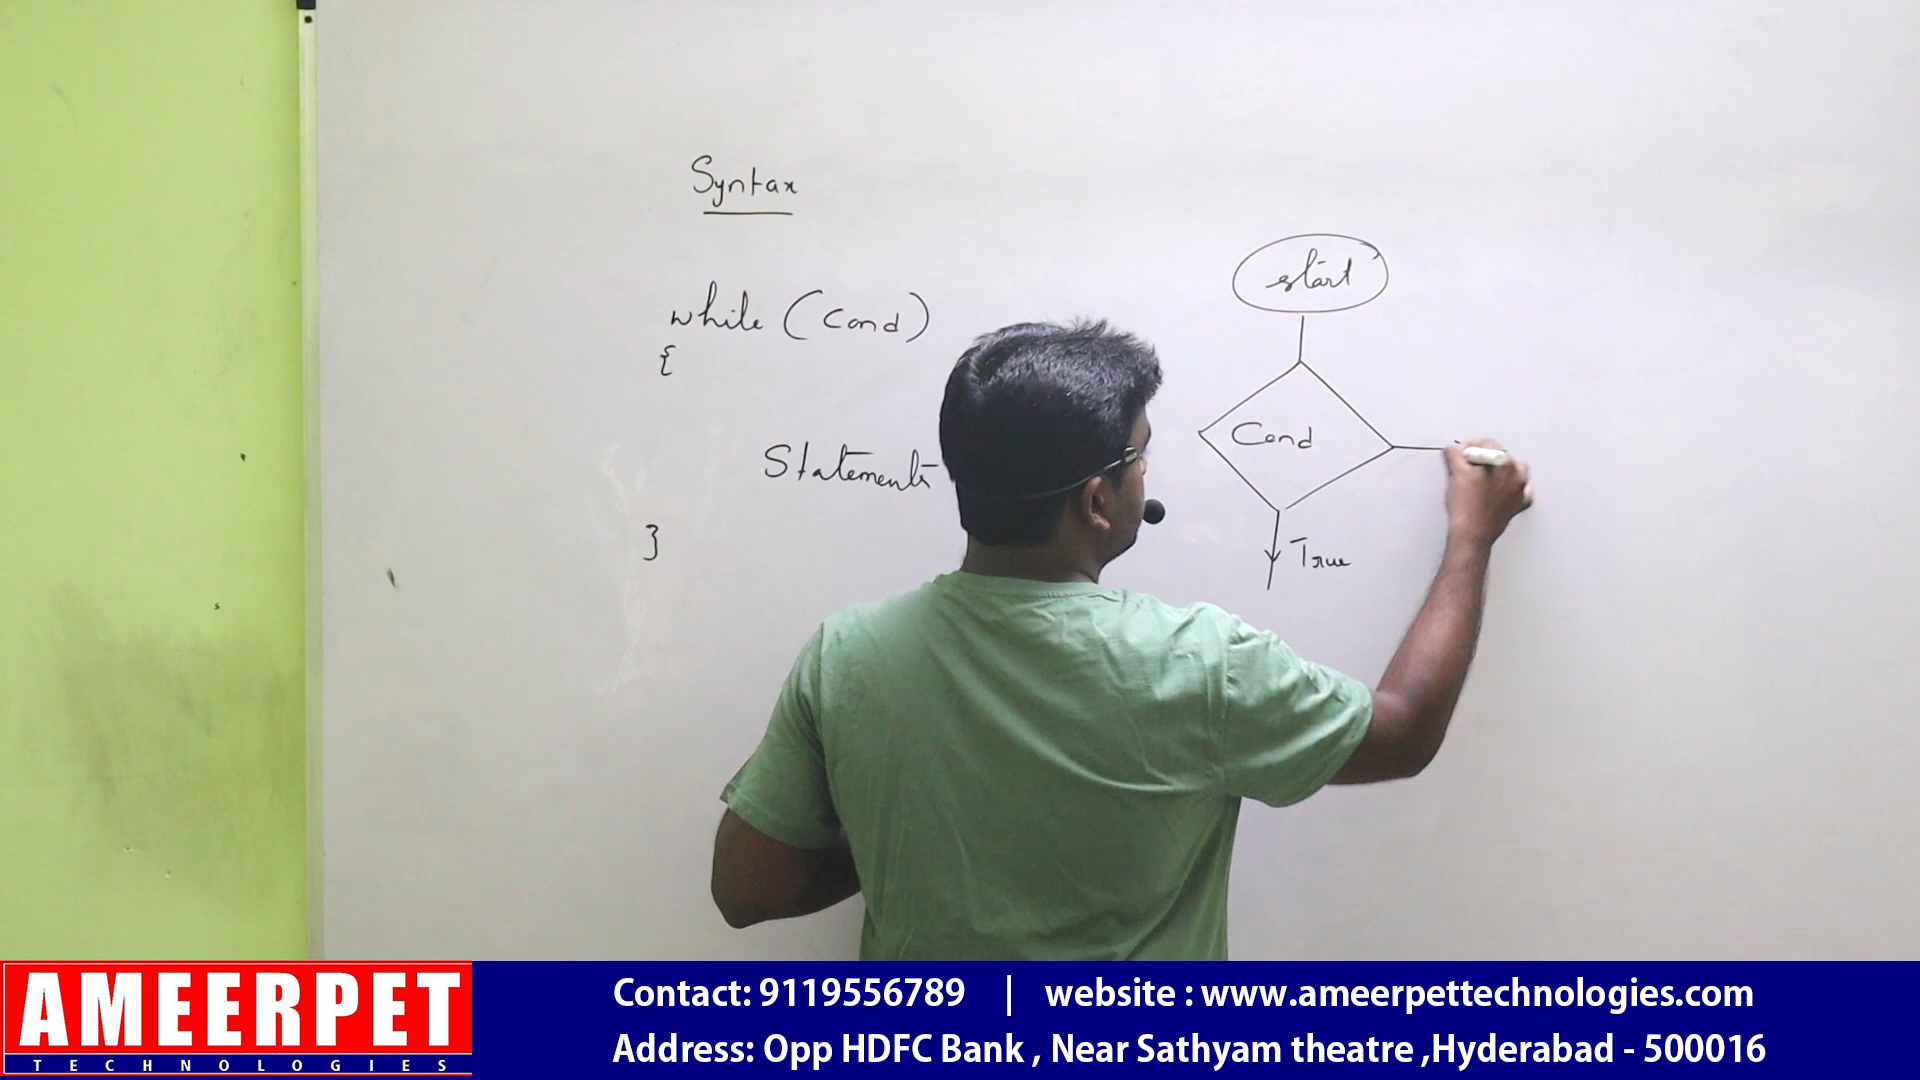 Syntax
while (Cond)
{
Statements
}
start
Cond
True
AMEERPET
TECHNOLOGIES
Contact: 9119556789 | website : www.ameerpettechnologies.com
Address: Opp HDFC Bank , Near Sathyam theatre ,Hyderabad - 500016